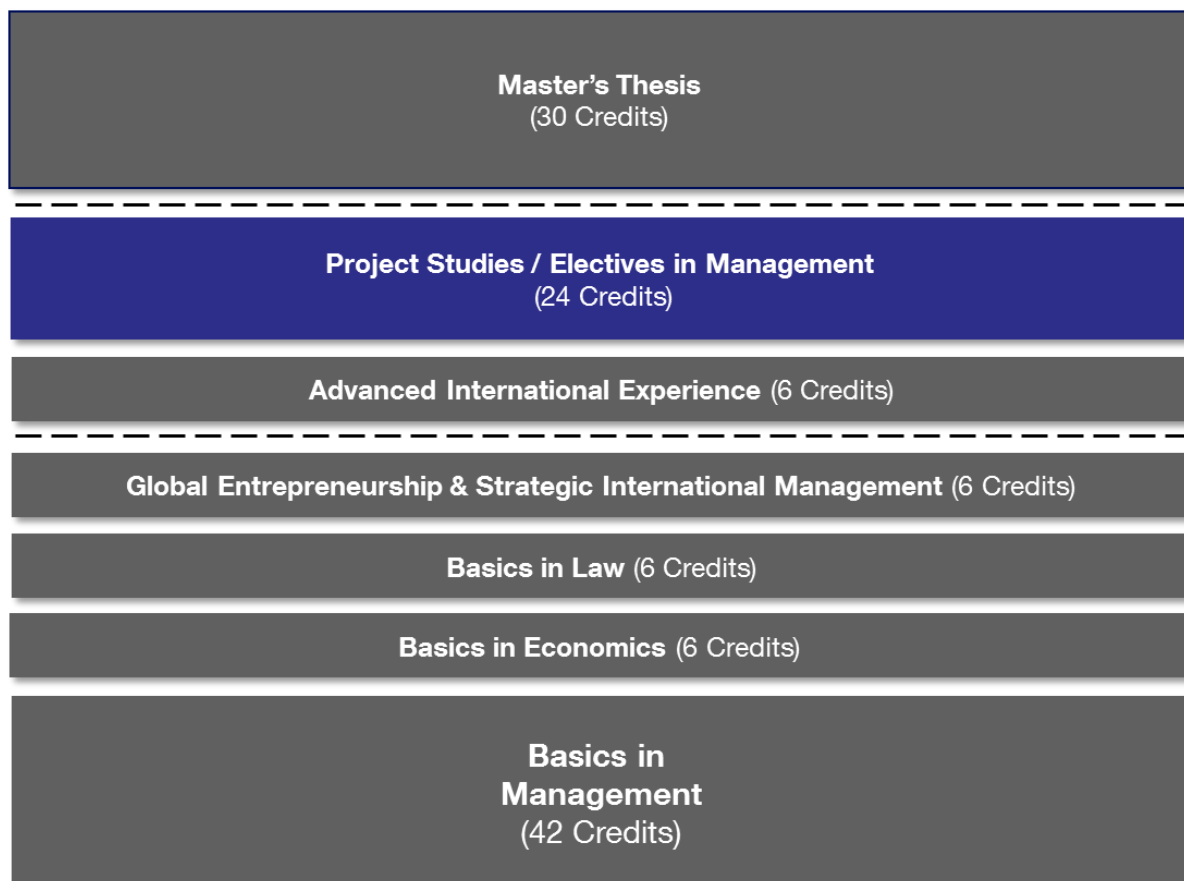 Master’s Thesis
(30 Credits)
Project Studies / Electives in Management
(24 Credits)
Advanced International Experience (6 Credits)
Global Entrepreneurship & Strategic International Management (6 Credits)
Basics in Law (6 Credits)
Basics in Economics (6 Credits)
Basics in
Management
(42 Credits)